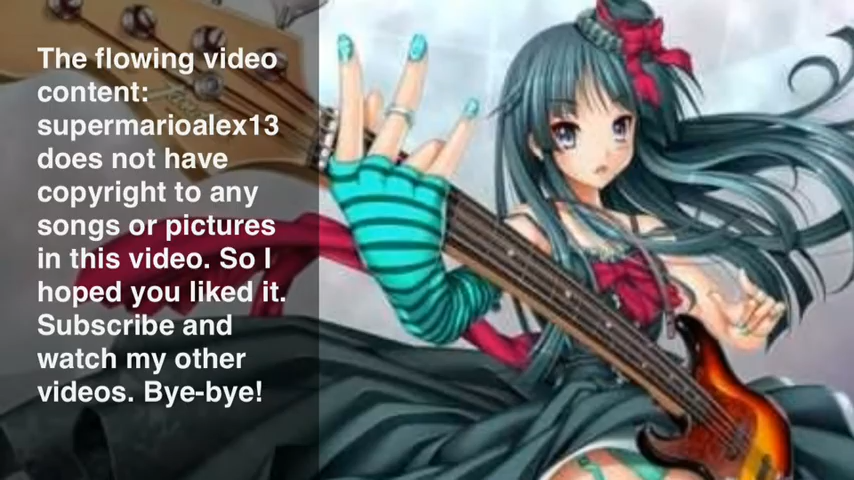 The flowing video
content:
supermarioalex13
does not have
copyright to any
songs or pictures
in this video. So I
hoped you liked it.
Subscribe and
watch my other
videos. Bye-bye!